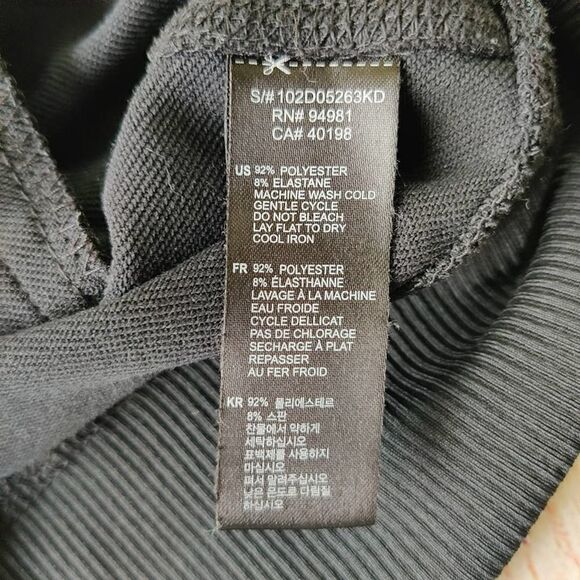 S/# 102D05263KD
RN# 94981
CA# 40198
US 92% POLYESTER
8% ELASTANE
MACHINE WASH COLD
GENTLE CYCLE
DO NOT BLEACH
LAY FLAT TO DRY
COOL IRON
FR 92% POLYESTER
8% ÉLASTHANNE
LAVAGE À LA MACHINE
EAU FROIDE
CYCLE DELLICAT
PAS DE CHLORAGE
SECHARGE À PLAT
REPASSER
AU FER FROID
KR 92% 폴리에스테르
8% 스판
찬물에서 약하게
세탁하십시오
표백제를 사용하지
마십시오
펴서 말려주십시오
낮은 온도로 다림질
하십시오